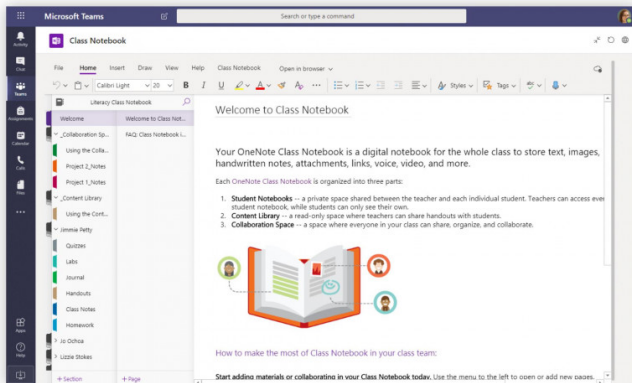 Microsoft Teams
Search or type a command
Activity
Chat
Teams
Assignments
Calendar
Calls
Files
Apps
Help
Class Notebook
File Home Insert Draw View Help Class Notebook Open in browser
Calibri Light 20 B I U A Styles Tags
Literacy Class Notebook
Welcome
_Collaboration Sp...
Using the Colla...
Project 2_Notes
Project 1_Notes
_Content Library
Using the Cont...
Jimmie Petty
Quizzes
Labs
Journal
Handouts
Class Notes
Homework
Jo Ochoa
Lizzie Stokes
+ Section
Welcome to Class Not...
FAQ: Class Notebook i...
+ Page
Welcome to Class Notebook
Your OneNote Class Notebook is a digital notebook for the whole class to store text, images,
handwritten notes, attachments, links, voice, video, and more.
Each OneNote Class Notebook is organized into three parts:
1. Student Notebooks -- a private space shared between the teacher and each individual student. Teachers can access ever
student notebook, while students can only see their own.
2. Content Library -- a read-only space where teachers can share handouts with students.
3. Collaboration Space -- a space where everyone in your class can share, organize, and collaborate.
How to make the most of Class Notebook in your class team:
Start adding materials or collaborating in your Class Notebook today. Use the menu to the left to open or add new pages.